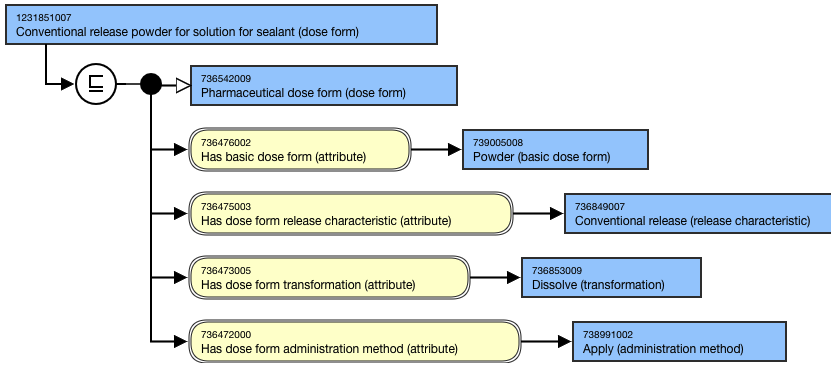 1231851007
Conventional release powder for solution for sealant (dose form)
⊑
736542009
Pharmaceutical dose form (dose form)
736476002
Has basic dose form (attribute)
739005008
Powder (basic dose form)
736475003
Has dose form release characteristic (attribute)
736849007
Conventional release (release characteristic)
736473005
Has dose form transformation (attribute)
736853009
Dissolve (transformation)
736472000
Has dose form administration method (attribute)
738991002
Apply (administration method)